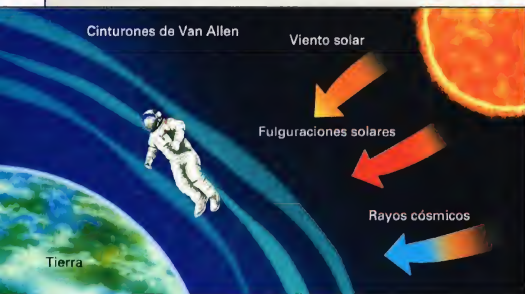 Cinturones de Van Allen
Viento solar
Fulguraciones solares
Rayos cósmicos
Tierra